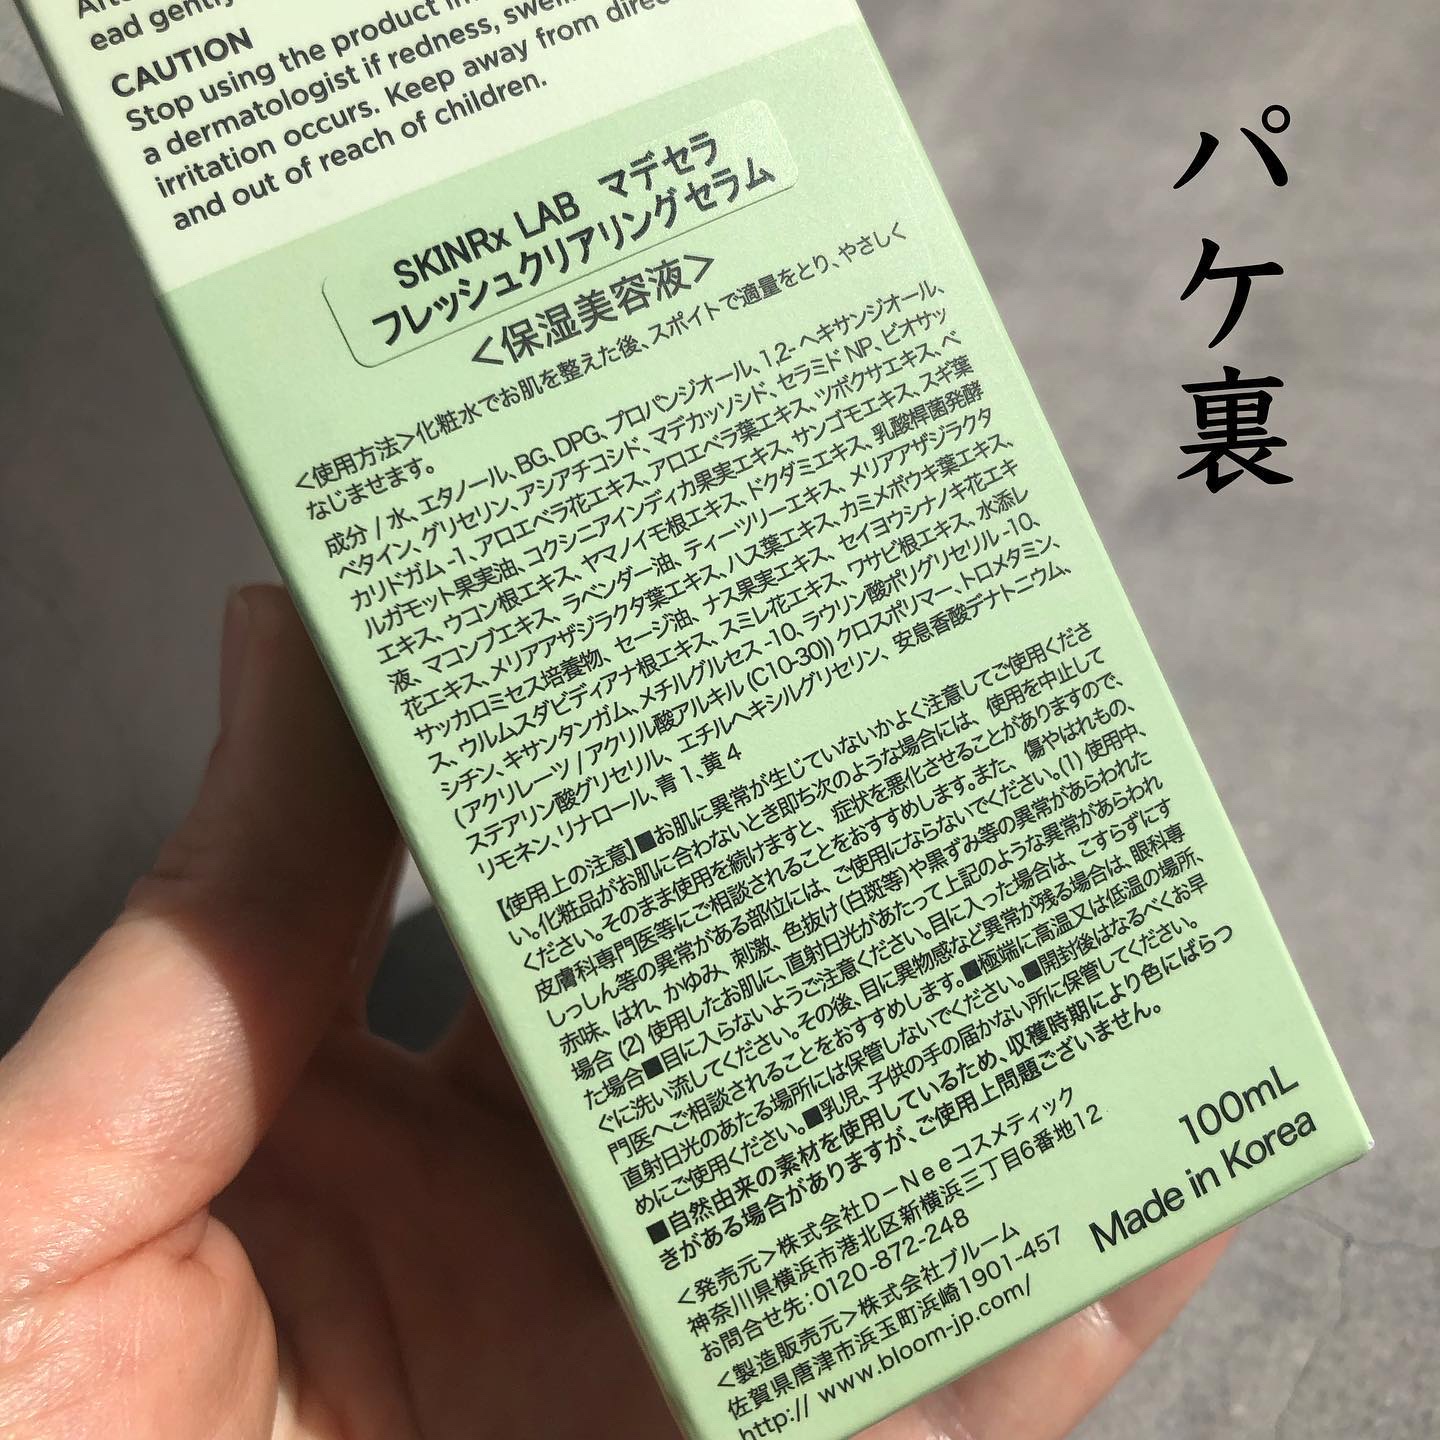 Afte
ead gently
CAUTION
Stop using the product im
a dermatologist if redness, swell
irritation occurs. Keep away from direc
and out of reach of children.
SKINRx LAB マデセラ
フレッシュクリアリングセラム
<保湿美容液>
<使用方法>化粧水でお肌を整えた後、スポイトで適量をとり、やさしく
なじませます。
成分 / 水、エタノール、BG、DPG、プロパンジオール、1,2-ヘキサンジオール、
ベタイン、グリセリン、アシアチコシド、マデカッソシド、セラミドNP、ビオサッ
カリドガム-1、アロエベラ花エキス、アロエベラ葉エキス、ツボクサエキス、ベ
ルガモット果実油、コクシニアインディカ果実エキス、サンゴモエキス、スギ葉
エキス、ウコン根エキス、ヤマノイモ根エキス、ドクダミエキス、乳酸桿菌発酵
液、マコンブエキス、ラベンダー油、ティーツリーエキス、メリアアザジラクタ
花エキス、メリアアザジラクタ葉エキス、ハス葉エキス、カミメボウキ葉エキス、
サッカロミセス培養物、セージ油、ナス果実エキス、セイヨウシナノキ花エキ
ス、ウルムスダビディアナ根エキス、スミレ花エキス、ワサビ根エキス、水添レ
シチン、キサンタンガム、メチルグルセス-10、ラウリン酸ポリグリセリル-10、
(アクリレーツ / アクリル酸アルキル (C10-30)) クロスポリマー、トロメタミン、
ステアリン酸グリセリル、エチルヘキシルグリセリン、安息香酸デナトニウム、
リモネン、リナロール、青1、黄4
【使用上の注意】■お肌に異常が生じていないかよく注意してご使用くださ
い。化粧品がお肌に合わないとき即ち次のような場合には、使用を中止して
ください。そのまま使用を続けますと、症状を悪化させることがありますので、
皮膚科専門医等にご相談されることをおすすめします。また、傷やはれもの、
しっしん等の異常がある部位には、ご使用にならないでください。(1) 使用中、
赤味、はれ、かゆみ、刺激、色抜け(白斑等)や黒ずみ等の異常があらわれた
場合 (2) 使用したお肌に、直射日光があたって上記のような異常があらわれ
た場合■目に入らないようご注意ください。目に入った場合は、こすらずにす
ぐに洗い流してください。その後、目に異物感など異常が残る場合は、眼科専
門医へご相談されることをおすすめします。■極端に高温又は低温の場所、
直射日光のあたる場所には保管しないでください。■開封後はなるべくお早
めにご使用ください。■乳児、子供の手の届かない所に保管してください。
■自然由来の素材を使用しているため、収穫時期により色にばらつ
きがある場合がありますが、ご使用上問題ございません。
<発売元>株式会社D-Neeコスメティック
神奈川県横浜市港北区新横浜三丁目6番地12
お問合せ先:0120-872-248
<製造販売元>株式会社ブルーム
佐賀県唐津市浜玉町浜崎1901-457
http:// www.bloom-jp.com/
100mL
Made in Korea
パケ裏